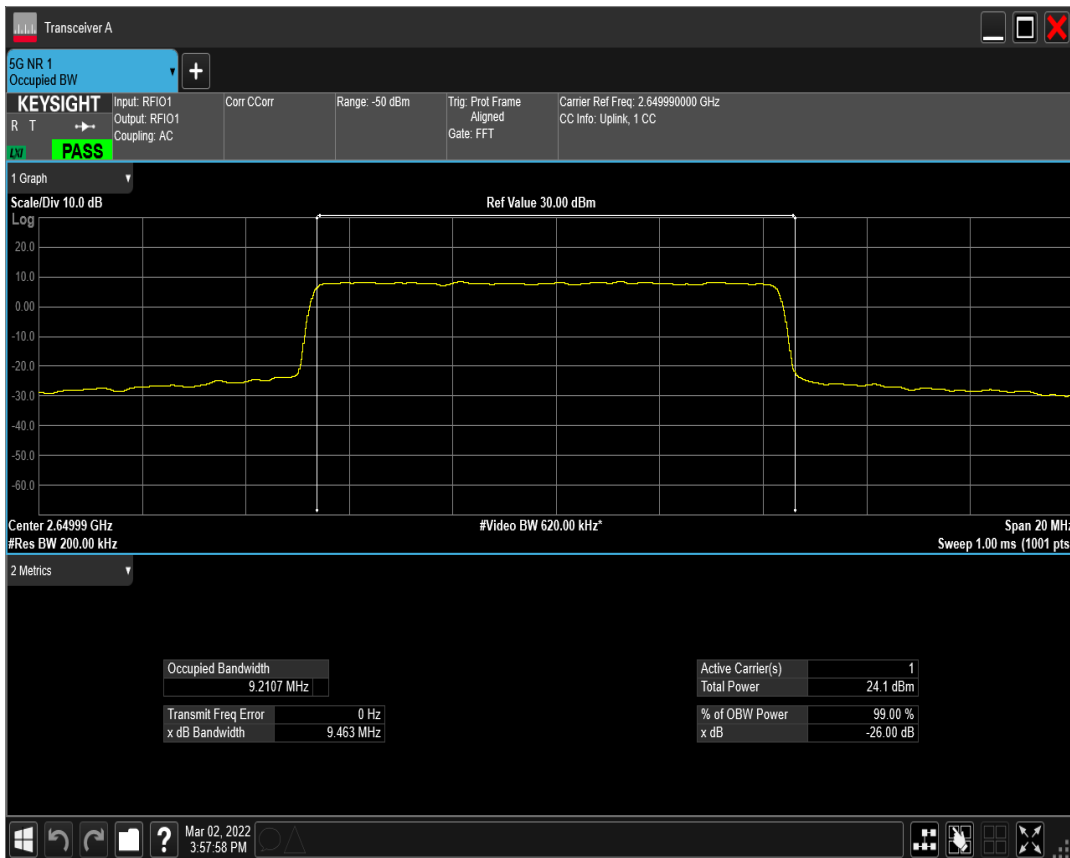 Transceiver A
5G NR 1
Occupied BW
KEYSIGHT
R T
LXI
PASS
Input: RFIO1
Output: RFIO1
Coupling: AC
Corr CCorr
Range: -50 dBm
Trig: Prot Frame
Aligned
Gate: FFT
Carrier Ref Freq: 2.649990000 GHz
CC Info: Uplink, 1 CC
1 Graph
Scale/Div 10.0 dB
Ref Value 30.00 dBm
Log
20.0
10.0
0.00
-10.0
-20.0
-30.0
-40.0
-50.0
-60.0
Center 2.64999 GHz
#Video BW 620.00 kHz*
Span 20 MHz
#Res BW 200.00 kHz
Sweep 1.00 ms (1001 pts
2 Metrics
Occupied Bandwidth
9.2107 MHz
Transmit Freq Error 0 Hz
x dB Bandwidth 9.463 MHz
Active Carrier(s) 1
Total Power 24.1 dBm
% of OBW Power 99.00 %
x dB -26.00 dB
Mar 02, 2022
3:57:58 PM